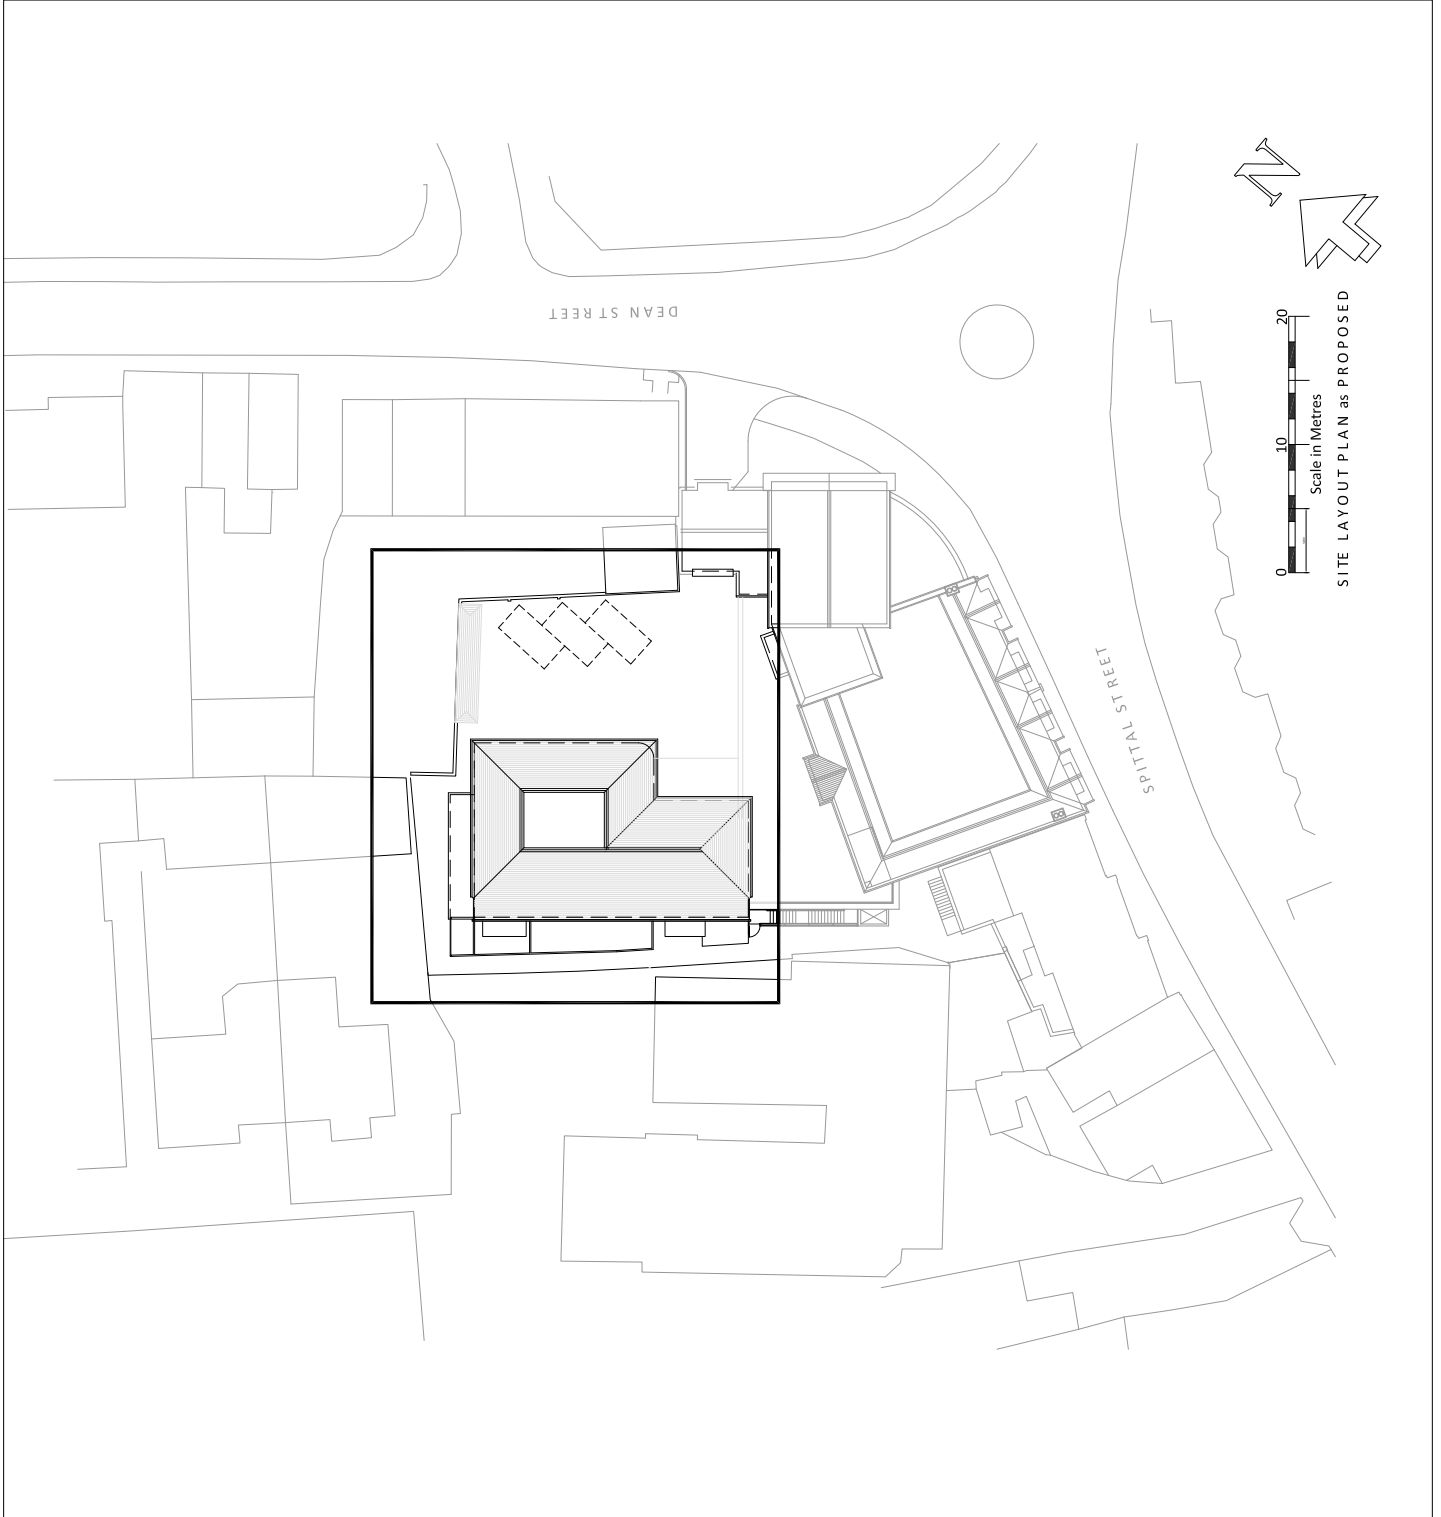 N
DEAN STREET
SPITTAL STREET
0 10 20
Scale in Metres
SITE LAYOUT PLAN as PROPOSED